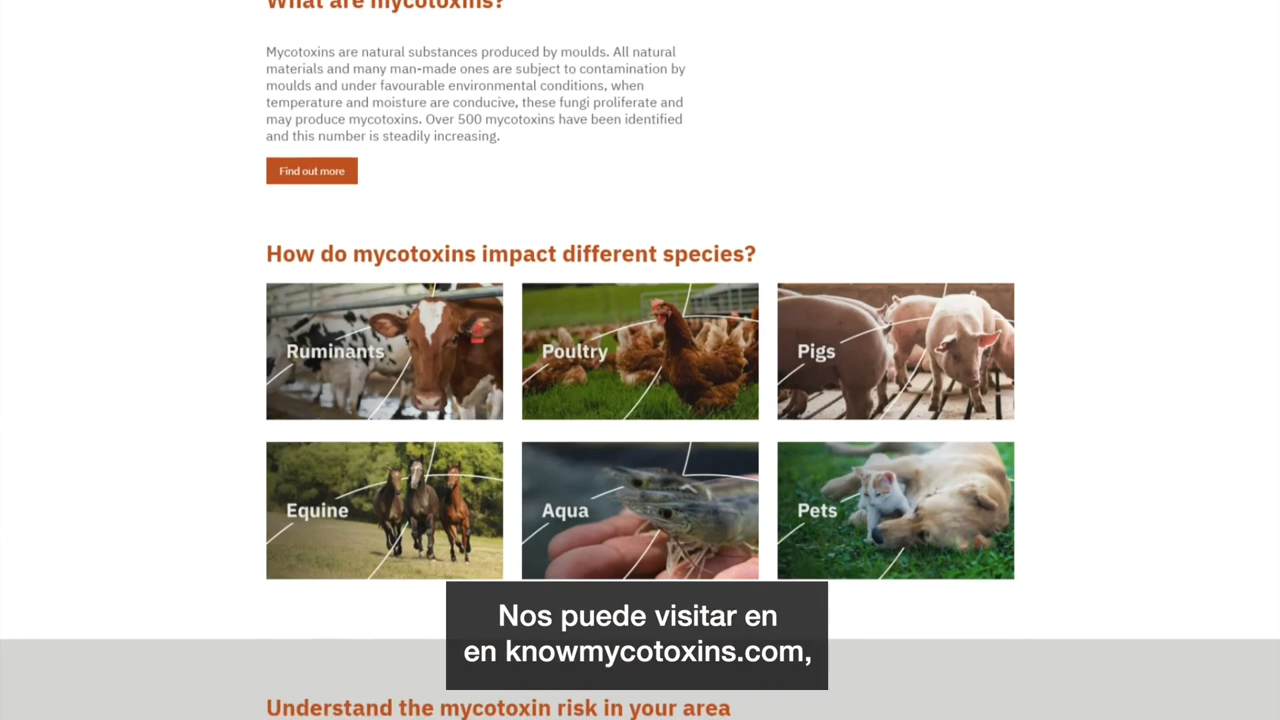 What are mycotoxins?
Mycotoxins are natural substances produced by moulds. All natural
materials and many man-made ones are subject to contamination by
moulds and under favourable environmental conditions, when
temperature and moisture are conducive, these fungi proliferate and
may produce mycotoxins. Over 500 mycotoxins have been identified
and this number is steadily increasing.
Find out more
How do mycotoxins impact different species?
Ruminants
Poultry
Pigs
Equine
Aqua
Pets
Nos puede visitar en
en knowmycotoxins.com,
Understand the mycotoxin risk in your area